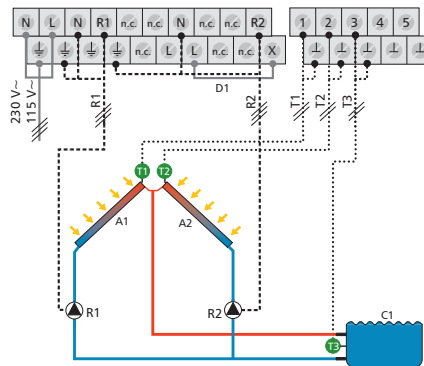 N L N R1 n.c. n.c. N n.c. n.c. R2
n.c. L L n.c. X
1 2 3 4 5
D1
230 V~
115 V~
R1
R2
T1
T2
T3
T1 T2
A1 A2
R1
R2
C1
T3